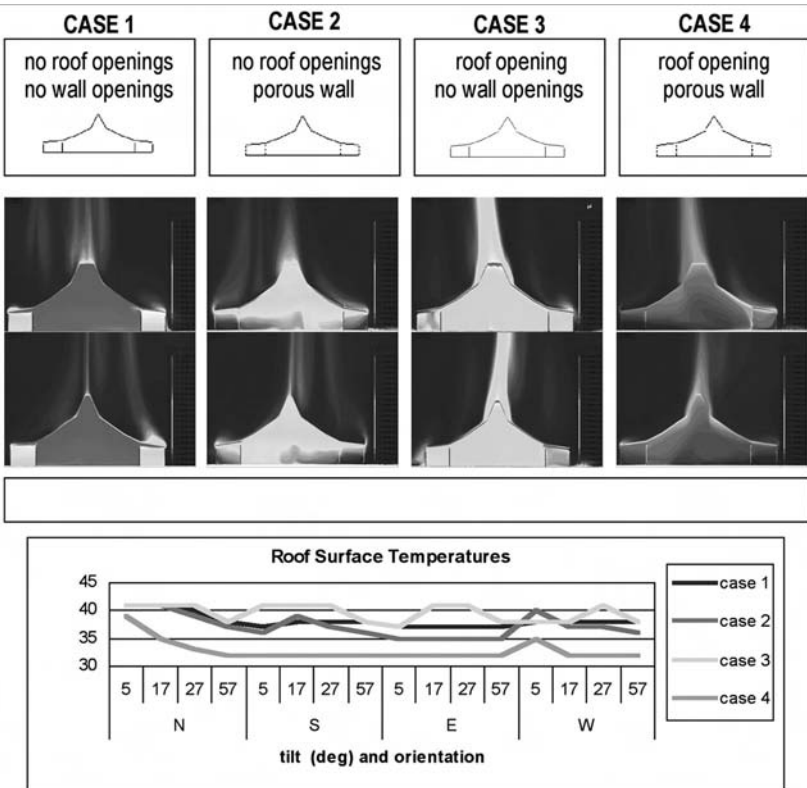 CASE 1
CASE 2
CASE 3
CASE 4
no roof openings
no wall openings
no roof openings
porous wall
roof opening
no wall openings
roof opening
porous wall
Roof Surface Temperatures
45
40
35
30
5 17 27 57 5 17 27 57 5 17 27 57 5 17 27 57
N S E W
tilt (deg) and orientation
case 1
case 2
case 3
case 4